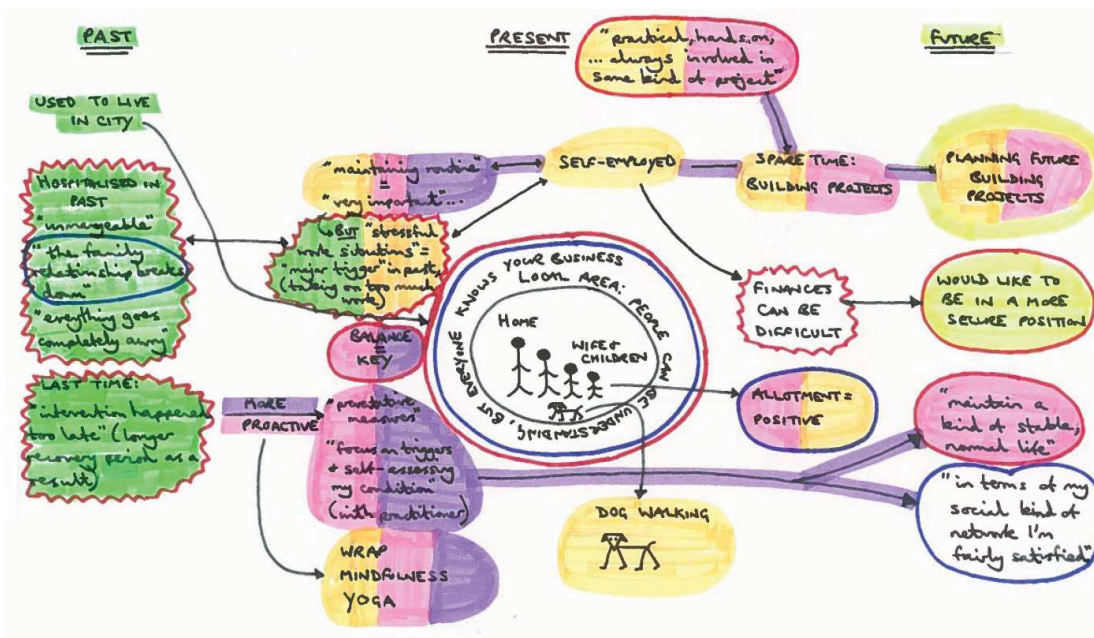 PAST
PRESENT
FUTURE
USED TO LIVE
IN CITY
HOSPITALISED IN
PAST
"unmanageable"
"the family
relationship breaks
down"
"everything goes
completely awry"
LAST TIME:
"intervention happened
too late" (longer
recovery period as a
result)
MORE
PROACTIVE
"maintaining routine"
=
"very important"...
↳ BUT "stressful
work situations" =
"major trigger" in past,
(taking on too much
work)
BALANCE
=
KEY
"preventative
measures"
"focus on triggers
& self-assessing
my condition"
(with practitioner)
WRAP
MINDFULNESS
YOGA
"practical, hands on,
... always involved in
some kind of project"
SELF-EMPLOYED
SPARE TIME:
BUILDING PROJECTS
LOCAL AREA: PEOPLE CAN BE UNDERSTANDING, BUT EVERYONE KNOWS YOUR BUSINESS
HOME
WIFE &
CHILDREN
FINANCES
CAN BE
DIFFICULT
ALLOTMENT =
POSITIVE
DOG WALKING
PLANNING FUTURE
BUILDING
PROJECTS
WOULD LIKE TO
BE IN A MORE
SECURE POSITION
"maintain a
kind of stable,
normal life"
"in terms of my
social kind of
network I'm
fairly satisfied"